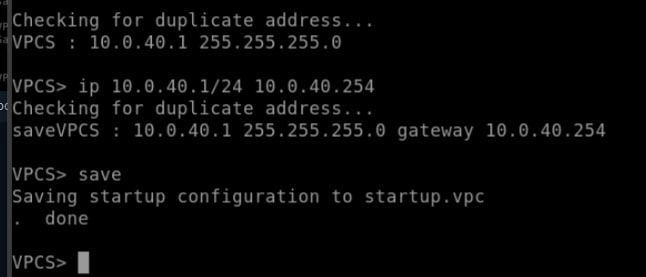 Checking for duplicate address...
VPCS : 10.0.40.1 255.255.255.0
VPCS> ip 10.0.40.1/24 10.0.40.254
Checking for duplicate address...
saveVPCS : 10.0.40.1 255.255.255.0 gateway 10.0.40.254
VPCS> save
Saving startup configuration to startup.vpc
.  done
VPCS>